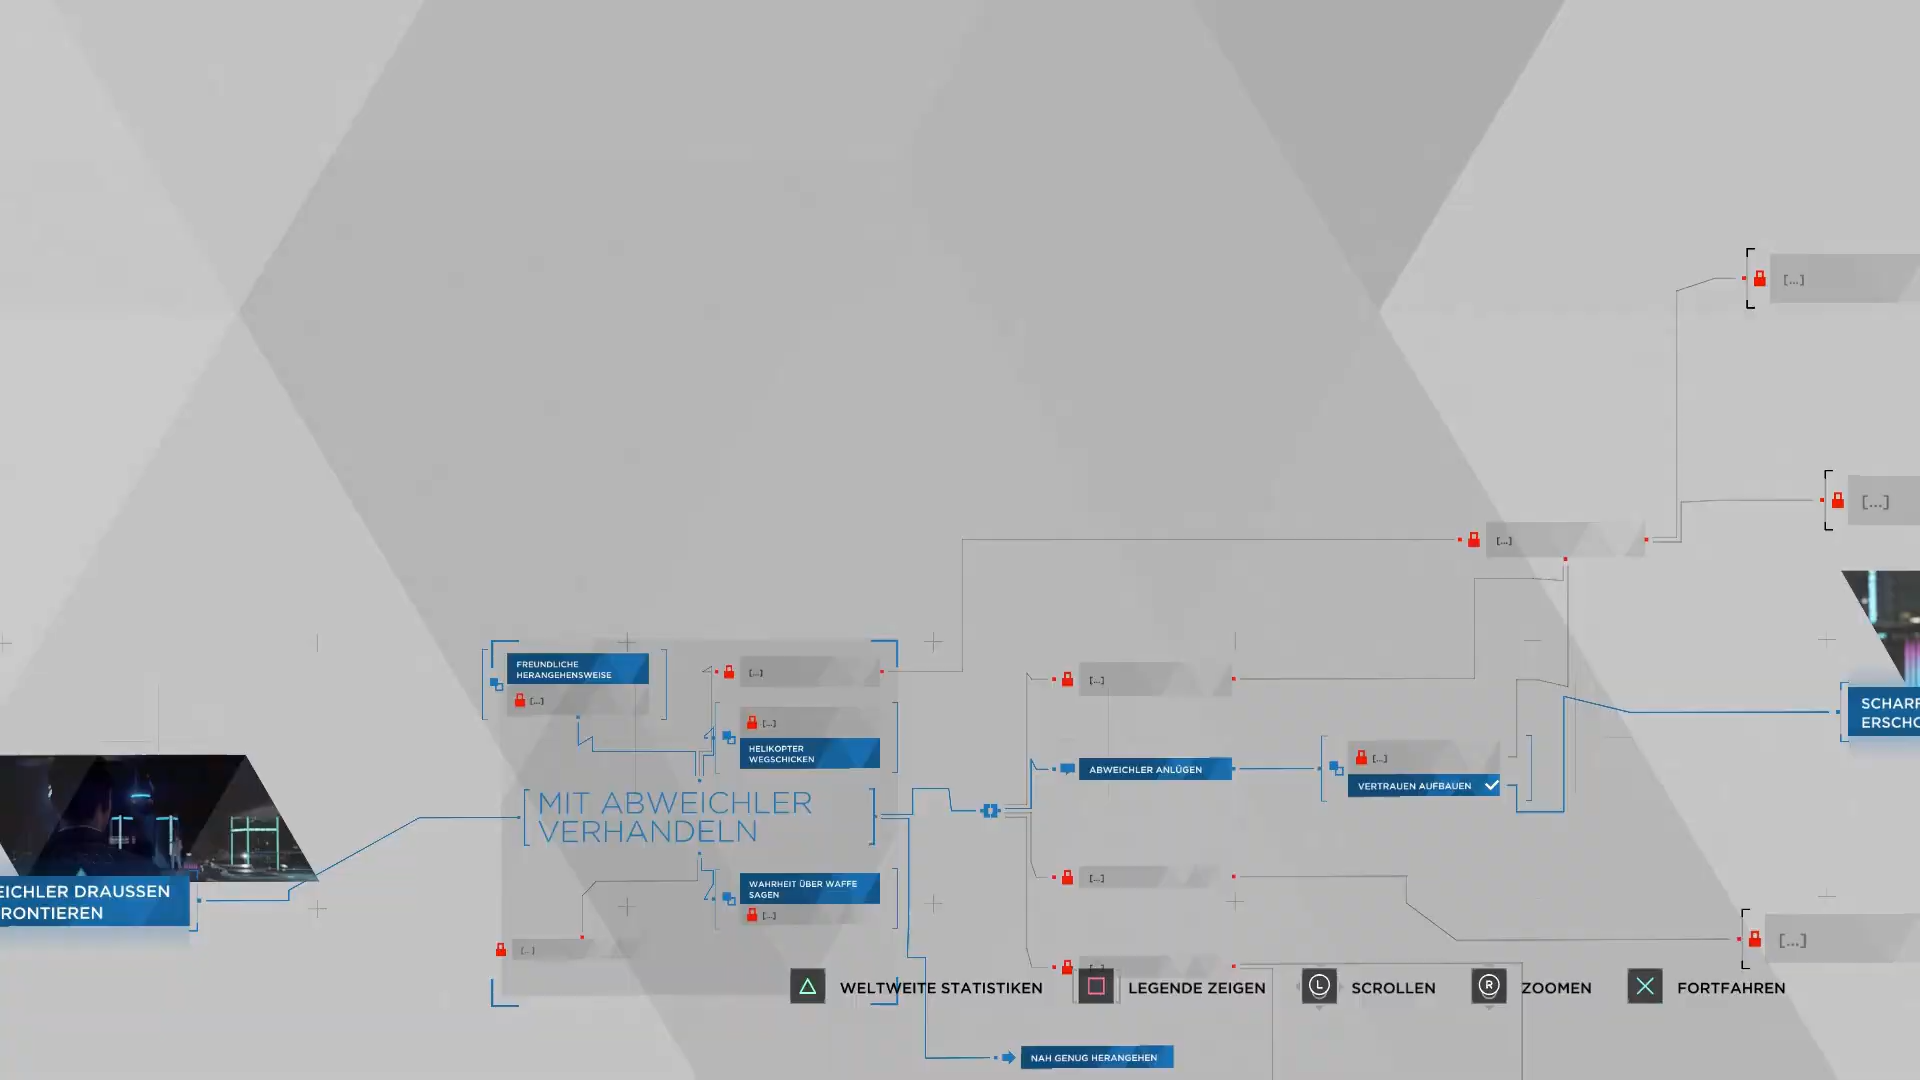 [...]
[...]
[...]
FREUNDLICHE
HERANGEHENSWEISE
[...]
[...]
[...]
HELIKOPTER
WEGSCHICKEN
[...]
ABWEICHLER ANLÜGEN
[...]
VERTRAUEN AUFBAUEN
SCHARF
ERSCHO
MIT ABWEICHLER
VERHANDELN
EICHLER DRAUSSEN
RONTIEREN
WAHRHEIT ÜBER WAFFE
SAGEN
[...]
[...]
[...]
[...]
[...]
WELTWEITE STATISTIKEN
LEGENDE ZEIGEN
L
SCROLLEN
R
ZOOMEN
FORTFAHREN
NAH GENUG HERANGEHEN